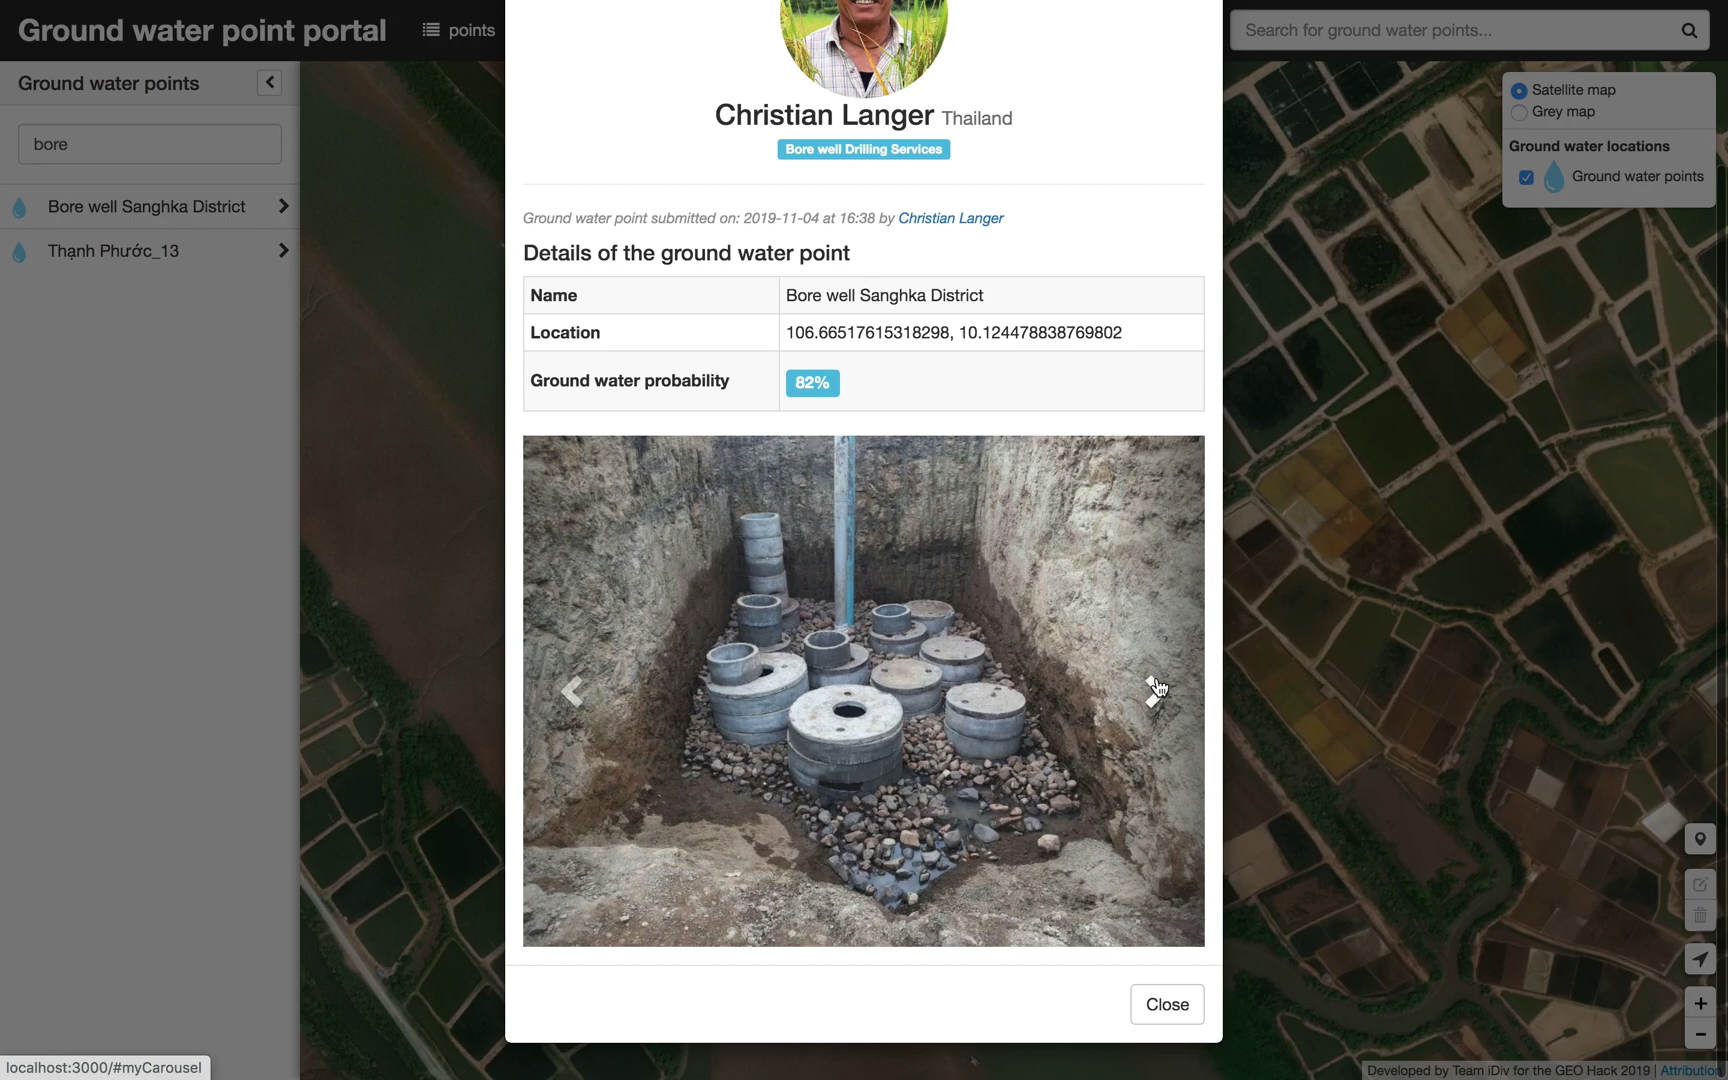 Ground water point portal
points
Search for ground water points...
Ground water points
bore
Bore well Sanghka District
Thạnh Phước_13
Christian Langer Thailand
Bore well Drilling Services
Ground water point submitted on: 2019-11-04 at 16:38 by Christian Langer
Details of the ground water point
Name Bore well Sanghka District
Location 106.66517615318298, 10.124478838769802
Ground water probability 82%
Close
Satellite map
Grey map
Ground water locations
Ground water points
+
−
localhost:3000/#myCarousel
Developed by Team iDiv for the GEO Hack 2019 | Attribution